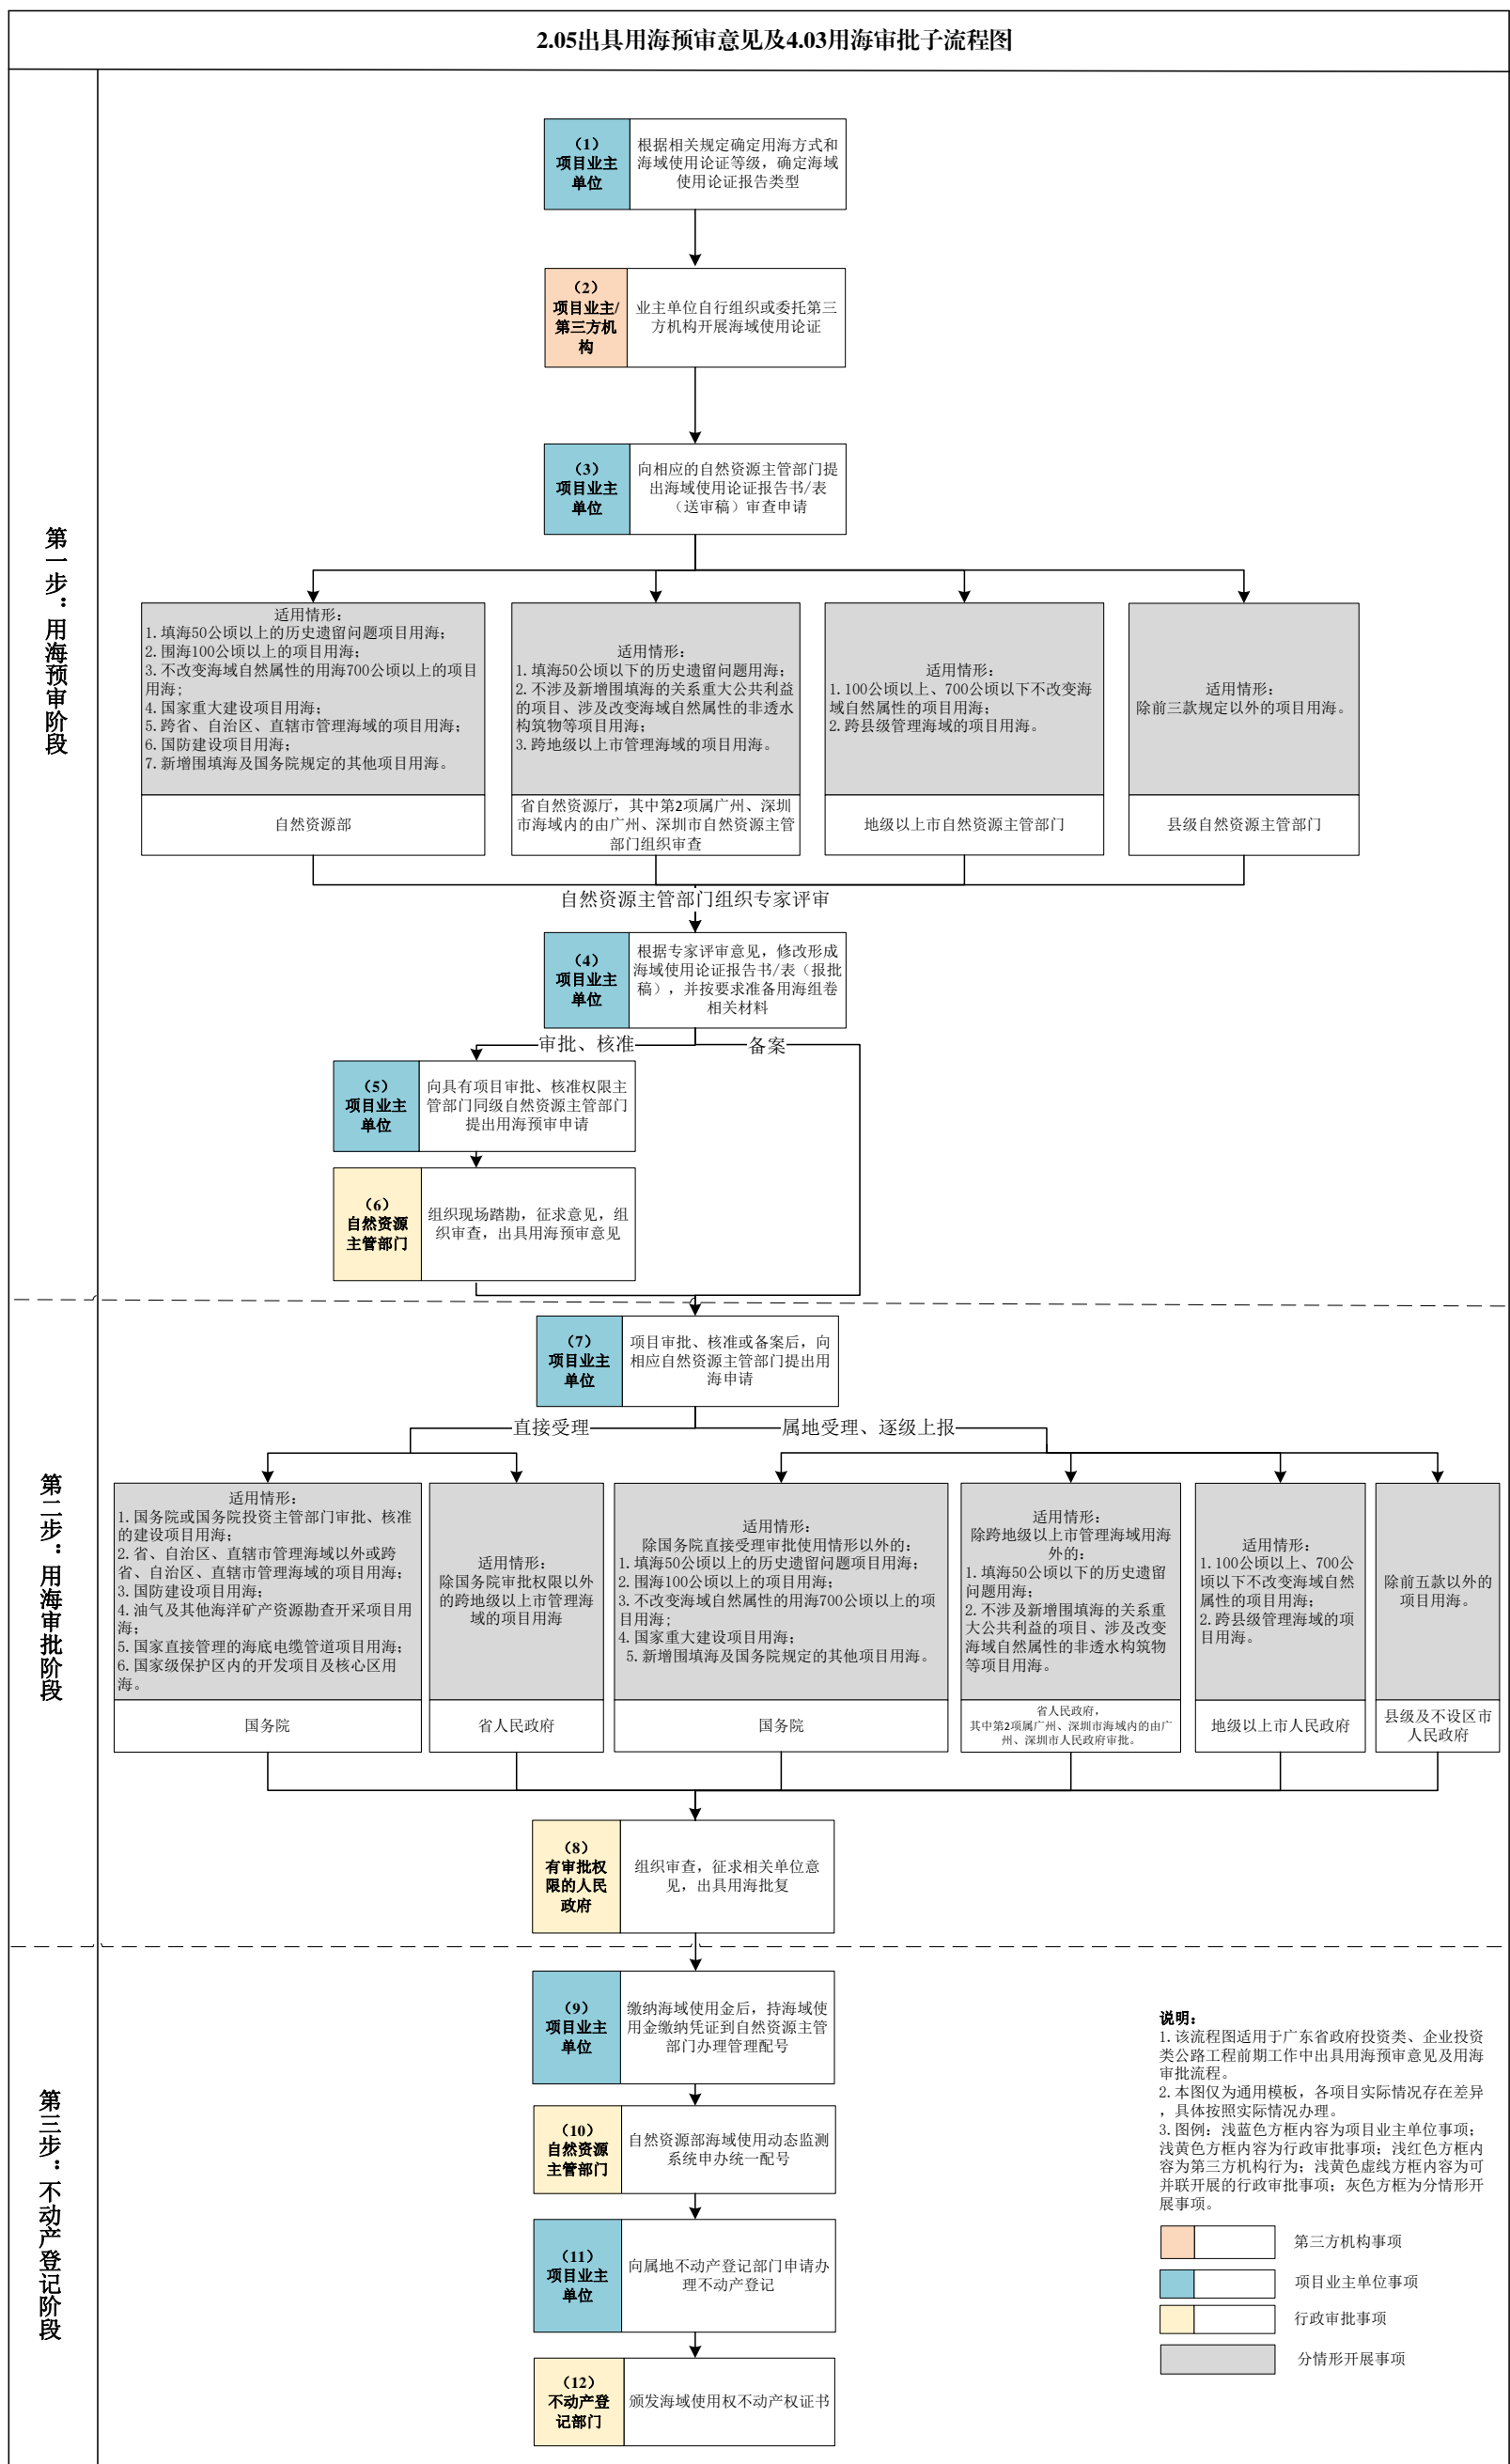 2.05出具用海预审意见及4.03用海审批子流程图
第一步：用海预审阶段
（1）
项目业主
单位
根据相关规定确定用海方式和
海域使用论证等级，确定海域
使用论证报告类型
（2）
项目业主/
第三方机
构
业主单位自行组织或委托第三
方机构开展海域使用论证
（3）
项目业主
单位
向相应的自然资源主管部门提
出海域使用论证报告书/表
（送审稿）审查申请
适用情形：
1.填海50公顷以上的历史遗留问题项目用海；
2.围海100公顷以上的项目用海；
3.不改变海域自然属性的用海700公顷以上的项目
用海;
4.国家重大建设项目用海；
5.跨省、自治区、直辖市管理海域的项目用海；
6.国防建设项目用海；
7.新增围填海及国务院规定的其他项目用海。
自然资源部
适用情形：
1.填海50公顷以下的历史遗留问题用海；
2.不涉及新增围填海的关系重大公共利益
的项目、涉及改变海域自然属性的非透水
构筑物等项目用海；
3.跨地级以上市管理海域的项目用海。
省自然资源厅，其中第2项属广州、深圳
市海域内的由广州、深圳市自然资源主管
部门组织审查
适用情形：
1.100公顷以上、700公顷以下不改变海
域自然属性的项目用海；
2.跨县级管理海域的项目用海。
地级以上市自然资源主管部门
适用情形：
除前三款规定以外的项目用海。
县级自然资源主管部门
自然资源主管部门组织专家评审
（4）
项目业主
单位
根据专家评审意见，修改形成
海域使用论证报告书/表（报批
稿），并按要求准备用海组卷
相关材料
审批、核准
备案
（5）
项目业主
单位
向具有项目审批、核准权限主
管部门同级自然资源主管部门
提出用海预审申请
（6）
自然资源
主管部门
组织现场踏勘，征求意见，组
织审查，出具用海预审意见
第二步：用海审批阶段
（7）
项目业主
单位
项目审批、核准或备案后，向
相应自然资源主管部门提出用
海申请
直接受理
属地受理、逐级上报
适用情形：
1.国务院或国务院投资主管部门审批、核准
的建设项目用海；
2.省、自治区、直辖市管理海域以外或跨
省、自治区、直辖市管理海域的项目用海；
3.国防建设项目用海；
4.油气及其他海洋矿产资源勘查开采项目用
海；
5.国家直接管理的海底电缆管道项目用海；
6.国家级保护区内的开发项目及核心区用
海。
国务院
适用情形：
除国务院审批权限以外
的跨地级以上市管理海
域的项目用海
省人民政府
适用情形：
除国务院直接受理审批使用情形以外的：
1.填海50公顷以上的历史遗留问题项目用海；
2.围海100公顷以上的项目用海；
3.不改变海域自然属性的用海700公顷以上的项
目用海;
4.国家重大建设项目用海；
5.新增围填海及国务院规定的其他项目用海。
国务院
适用情形：
除跨地级以上市管理海域用海
外的：
1.填海50公顷以下的历史遗留
问题用海；
2.不涉及新增围填海的关系重
大公共利益的项目、涉及改变
海域自然属性的非透水构筑物
等项目用海。
省人民政府，
其中第2项属广州、深圳市海域内的由广
州、深圳市人民政府审批。
适用情形：
1.100公顷以上、700公
顷以下不改变海域自然
属性的项目用海；
2.跨县级管理海域的项
目用海。
地级以上市人民政府
除前五款以外的
项目用海。
县级及不设区市
人民政府
（8）
有审批权
限的人民
政府
组织审查，征求相关单位意
见，出具用海批复
第三步：不动产登记阶段
（9）
项目业主
单位
缴纳海域使用金后，持海域使
用金缴纳凭证到自然资源主管
部门办理管理配号
（10）
自然资源
主管部门
自然资源部海域使用动态监测
系统申办统一配号
（11）
项目业主
单位
向属地不动产登记部门申请办
理不动产登记
（12）
不动产登
记部门
颁发海域使用权不动产权证书
说明：
1.该流程图适用于广东省政府投资类、企业投资
类公路工程前期工作中出具用海预审意见及用海
审批流程。
2.本图仅为通用模板，各项目实际情况存在差异
，具体按照实际情况办理。
3.图例：浅蓝色方框内容为项目业主单位事项；
浅黄色方框内容为行政审批事项；浅红色方框内
容为第三方机构行为；浅黄色虚线方框内容为可
并联开展的行政审批事项；灰色方框为分情形开
展事项。
第三方机构事项
项目业主单位事项
行政审批事项
分情形开展事项